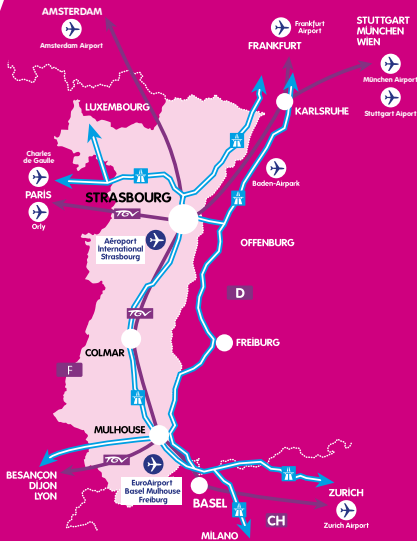 AMSTERDAM
Amsterdam Airport
Frankfurt
Airport
FRANKFURT
STUTTGART
MÜNCHEN
WIEN
München Airport
Stuttgart Aiport
LUXEMBOURG
KARLSRUHE
Charles
de Gaulle
PARIS
Orly
STRASBOURG
TGV
Baden-Airpark
Aéroport
International
Strasbourg
OFFENBURG
D
TGV
COLMAR
FREIBURG
F
MULHOUSE
TGV
BESANÇON
DIJON
LYON
EuroAirport
Basel Mulhouse
Freiburg
BASEL
ZURICH
Zurich Airport
CH
MILANO